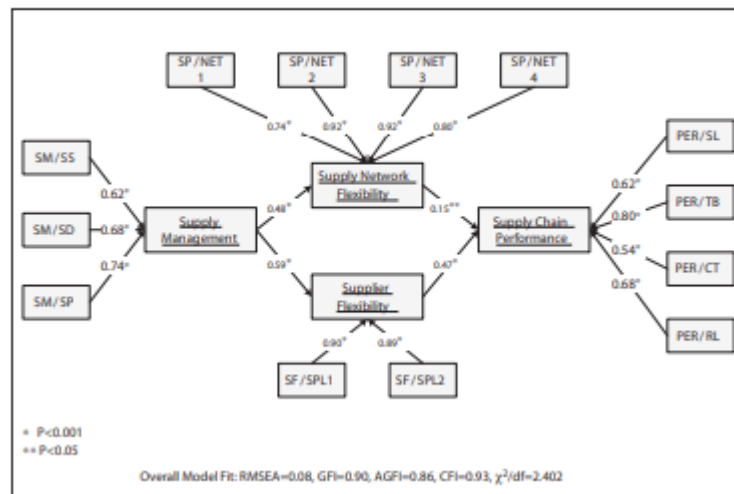 SP/NET
1
SP/NET
2
SP/NET
3
SP/NET
4
0.74*
0.92*
0.92*
0.80*
SM/SS
SM/SD
SM/SP
0.62*
0.68*
0.74*
Supply
Management
0.48*
0.59*
Supply Network
Flexibility
Supplier
Flexibility
0.15**
0.47*
Supply Chain
Performance
PER/SL
PER/TB
PER/CT
PER/RL
0.62*
0.80*
0.54*
0.68*
0.90*
0.89*
SF/SPL1
SF/SPL2
* P<0.001
** P<0.05
Overall Model Fit: RMSEA=0.08, GFI=0.90, AGFI=0.86, CFI=0.93, χ²/df=2.402